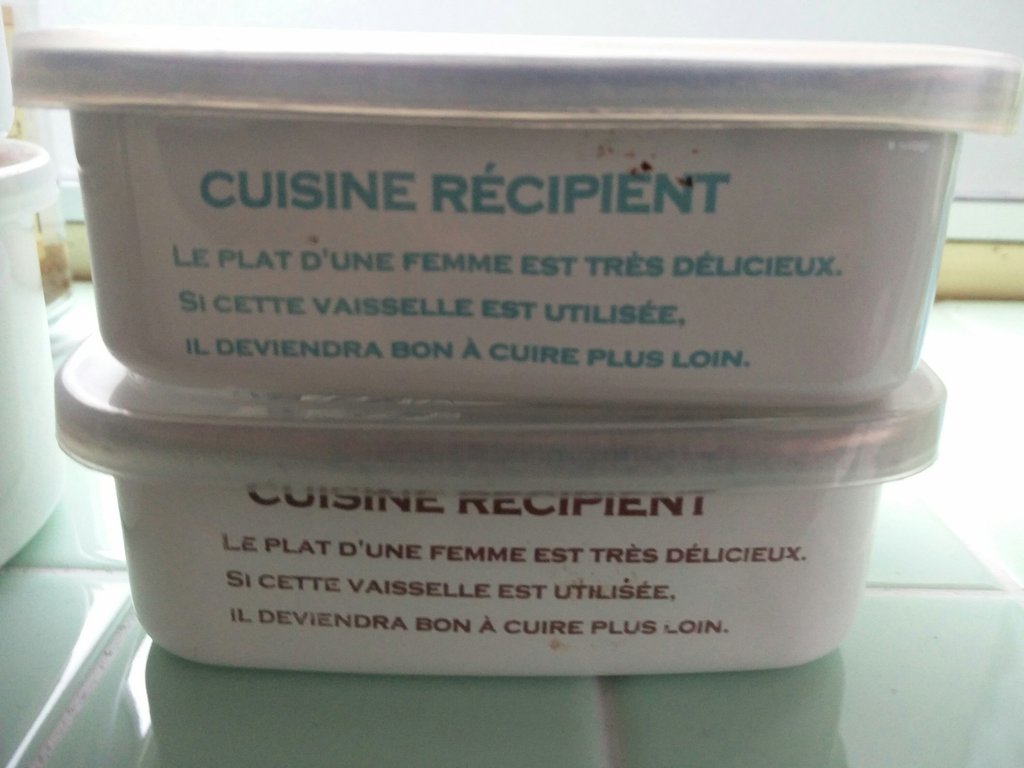 CUISINE RÉCIPIENT
LE PLAT D'UNE FEMME EST TRÈS DÉLICIEUX.
SI CETTE VAISSELLE EST UTILISÉE,
IL DEVIENDRA BON À CUIRE PLUS LOIN.
CUISINE RÉCIPIENT
LE PLAT D'UNE FEMME EST TRÈS DÉLICIEUX.
SI CETTE VAISSELLE EST UTILISÉE,
IL DEVIENDRA BON À CUIRE PLUS LOIN.